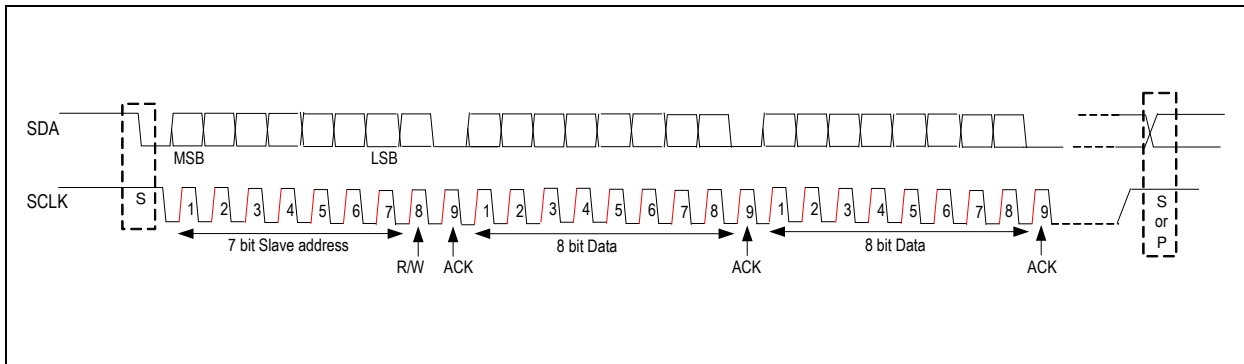 SDA
MSB LSB
SCLK S 1 2 3 4 5 6 7 8 9 1 2 3 4 5 6 7 8 9 1 2 3 4 5 6 7 8 9 S or P
7 bit Slave address 8 bit Data 8 bit Data
R/W ACK ACK ACK